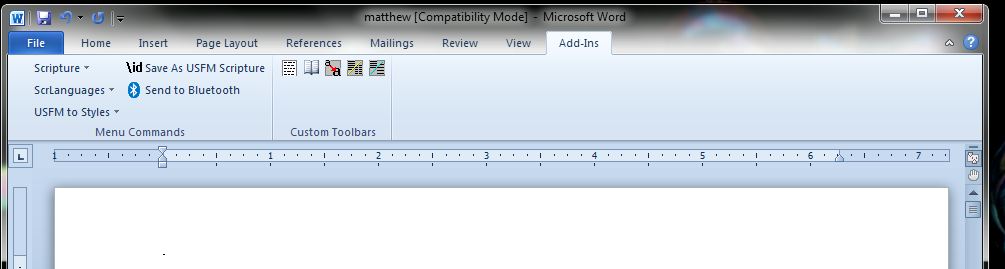 matthew [Compatibility Mode] - Microsoft Word
File Home Insert Page Layout References Mailings Review View Add-Ins
Scripture \id Save As USFM Scripture
ScrLanguages Send to Bluetooth
USFM to Styles
Menu Commands Custom Toolbars
1 1 2 3 4 5 6 7